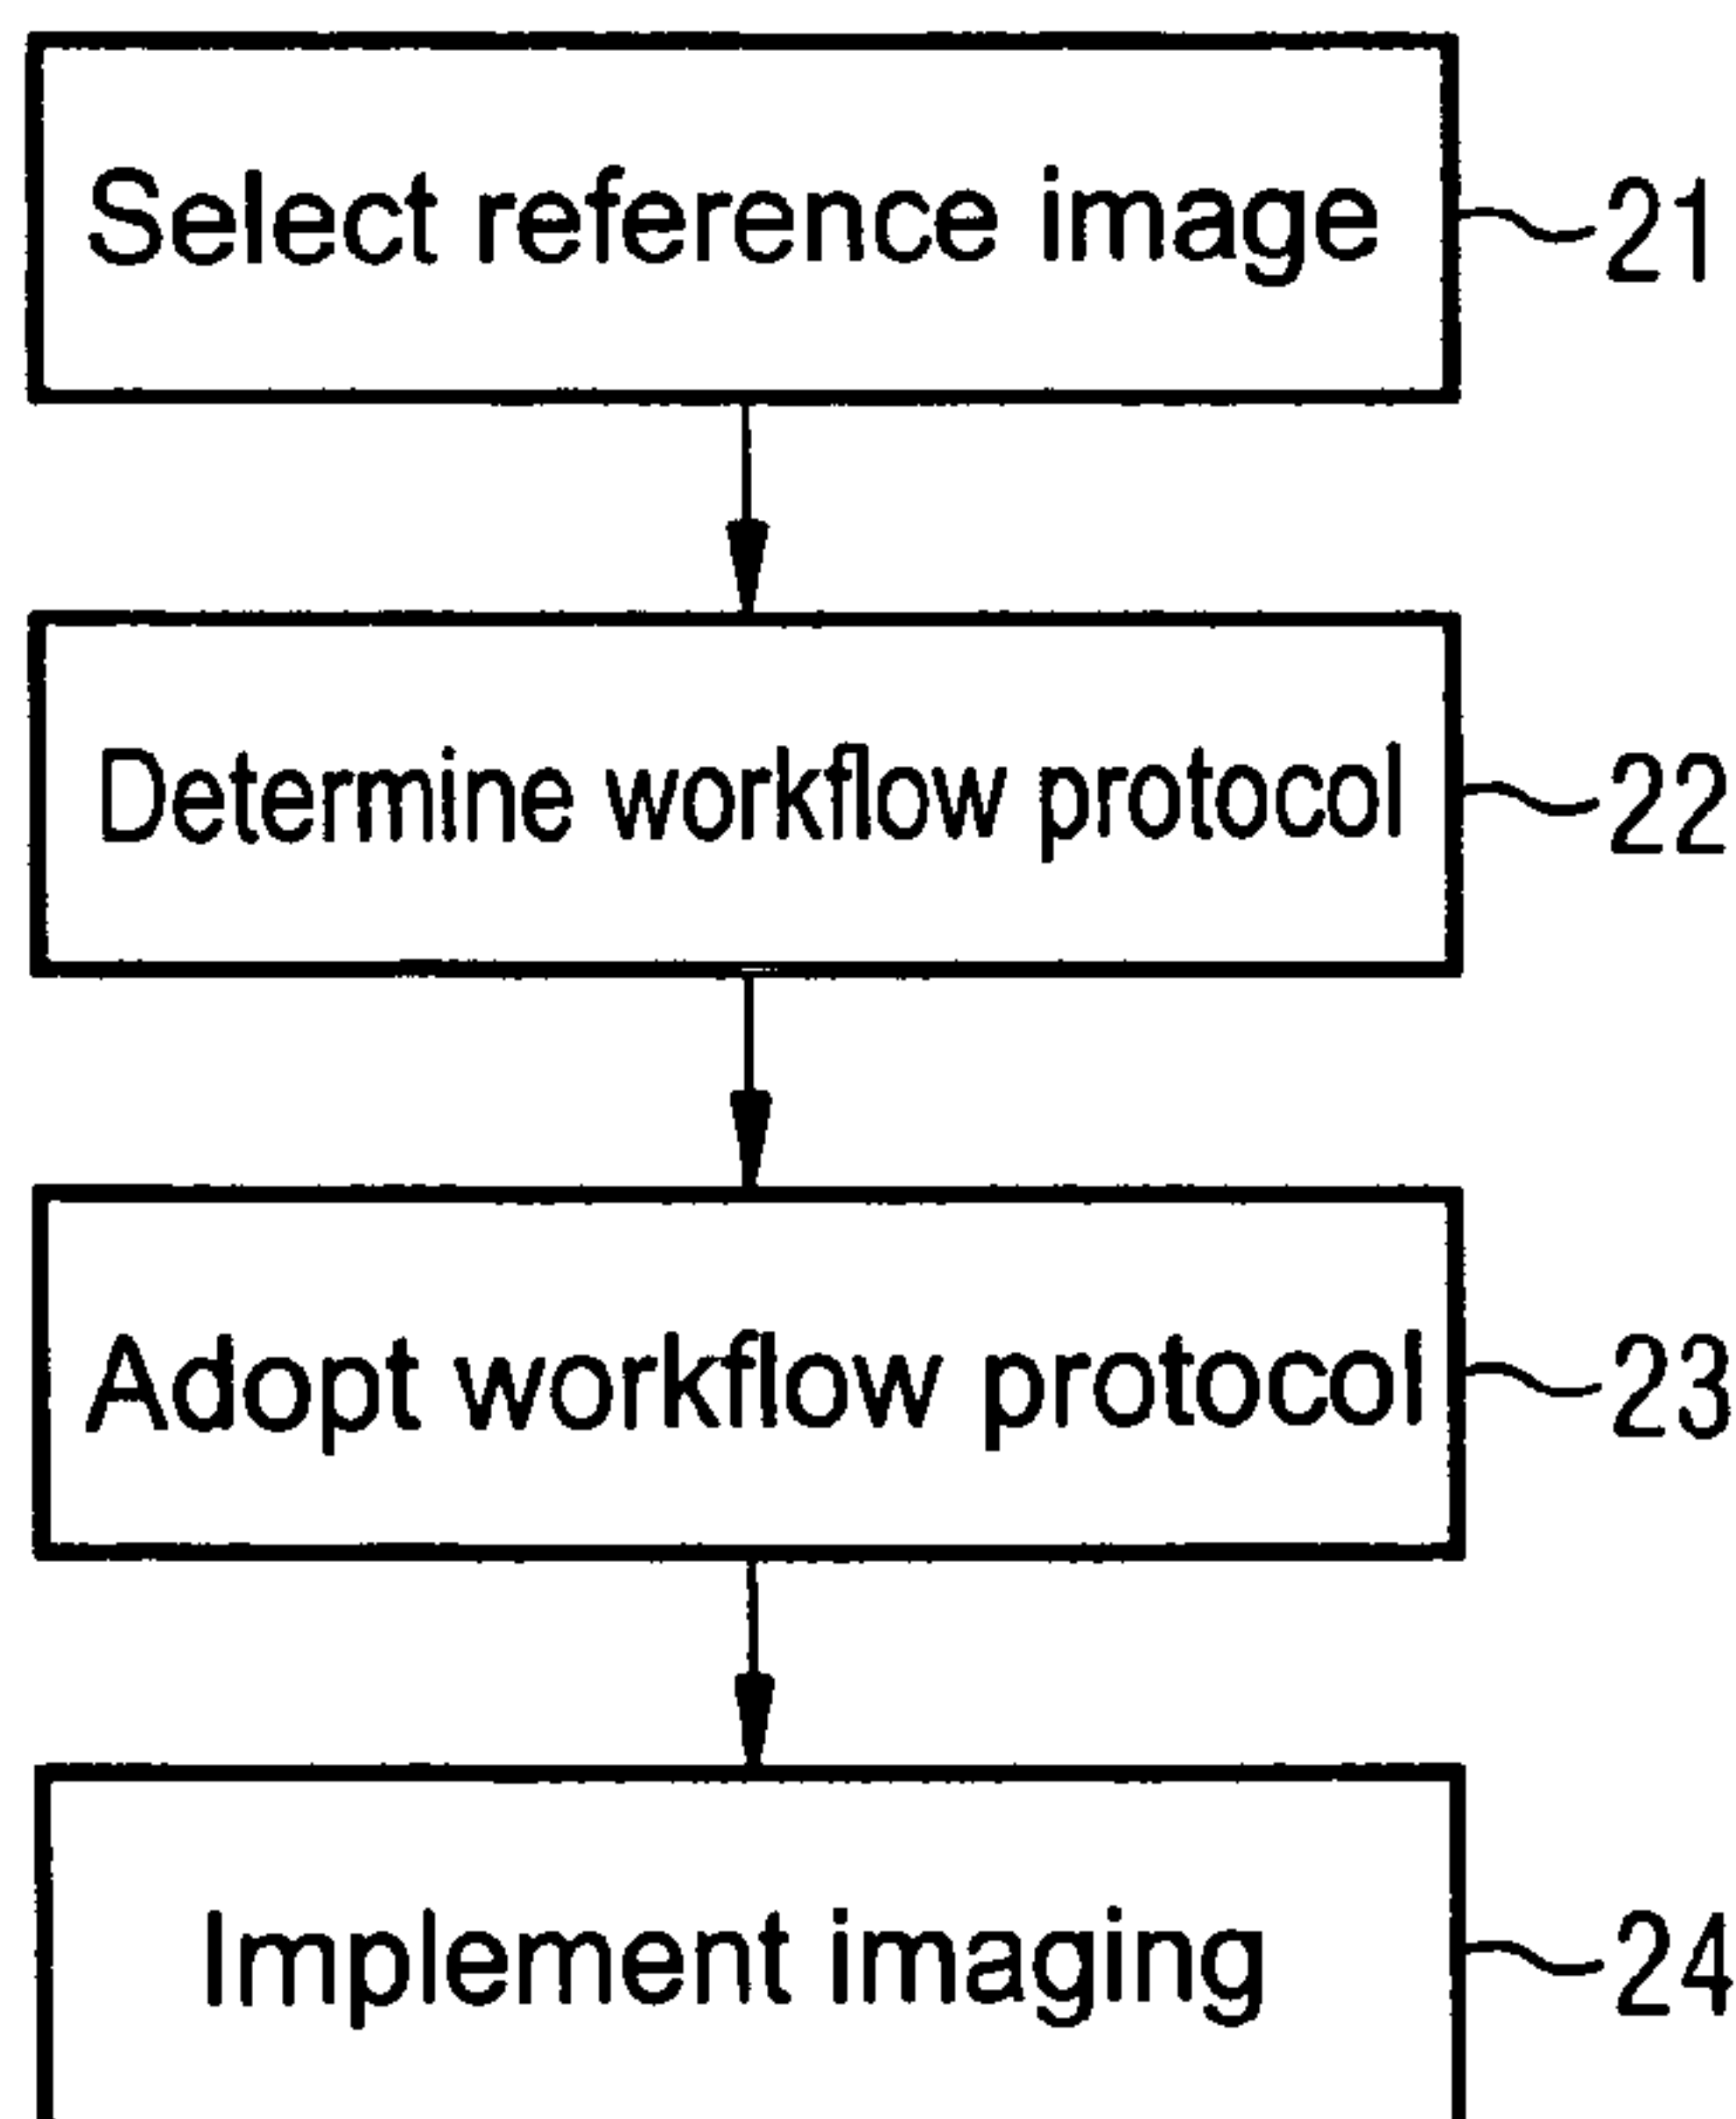 Select reference image 21
Determine workflow protocol 22
Adopt workflow protocol 23
Implement imaging 24